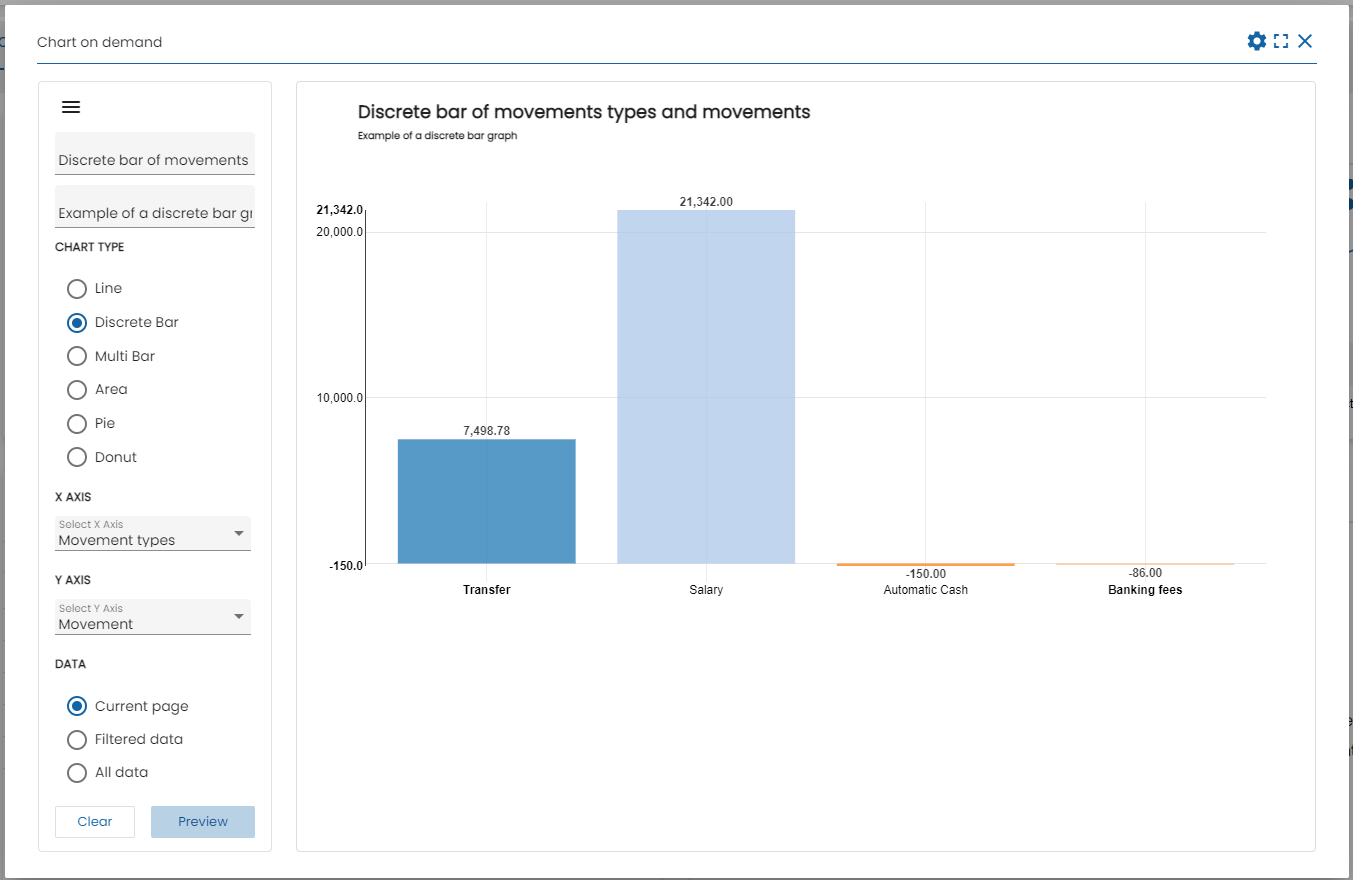 Chart on demand
Discrete bar of movements
Example of a discrete bar gr
CHART TYPE
Line
Discrete Bar
Multi Bar
Area
Pie
Donut
X AXIS
Select X Axis
Movement types
Y AXIS
Select Y Axis
Movement
DATA
Current page
Filtered data
All data
Clear
Preview
Discrete bar of movements types and movements
Example of a discrete bar graph
21,342.0
20,000.0
10,000.0
-150.0
7,498.78
21,342.00
-150.00
-86.00
Transfer
Salary
Automatic Cash
Banking fees